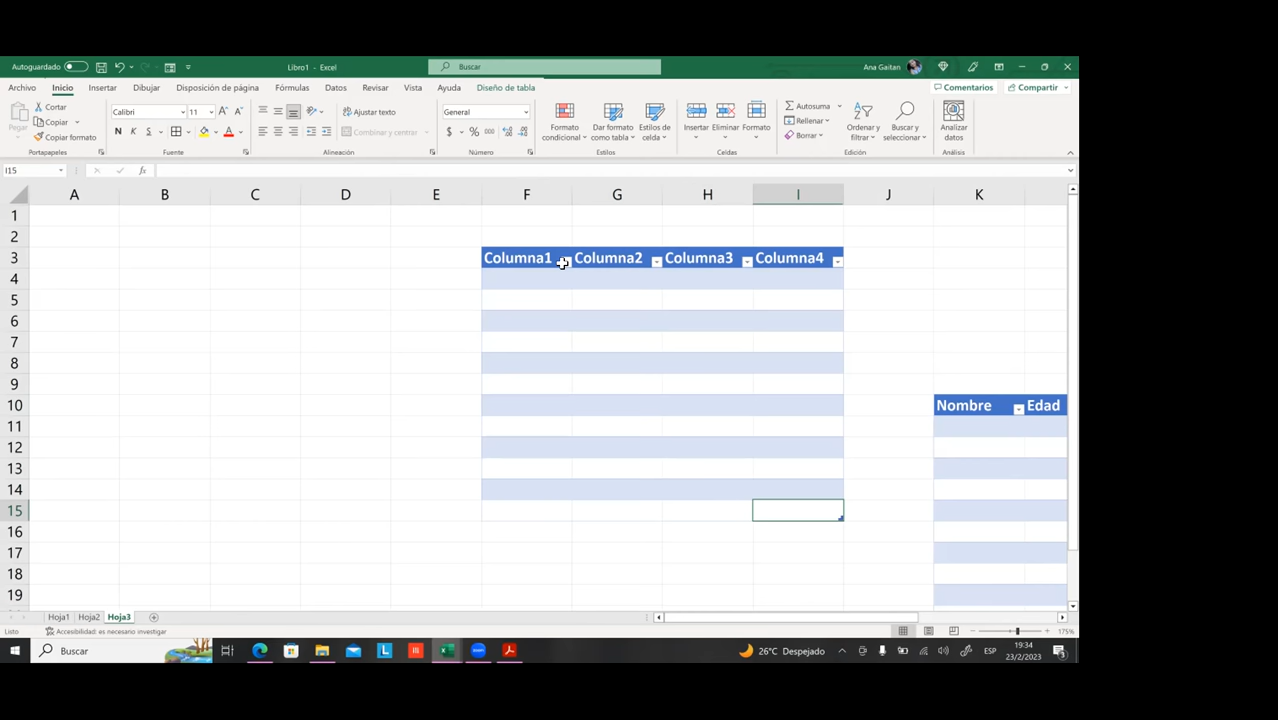 Autoguardado
Libro1 - Excel
Buscar
Ana Gaitan
Archivo Inicio Insertar Dibujar Disposición de página Fórmulas Datos Revisar Vista Ayuda Diseño de tabla
Comentarios Compartir
Pegar
Cortar
Copiar
Copiar formato
Portapapeles
Calibri 11
N K S
Fuente
Ajustar texto
Combinar y centrar
Alineación
General
$ % 000
Número
Formato condicional
Dar formato como tabla
Estilos de celda
Estilos
Insertar Eliminar Formato
Celdas
Autosuma
Rellenar
Borrar
Ordenar y filtrar
Buscar y seleccionar
Edición
Analizar datos
Análisis
I15
fx
A B C D E F G H I J K
1
2
3 Columna1 Columna2 Columna3 Columna4
4
5
6
7
8
9
10 Nombre Edad
11
12
13
14
15
16
17
18
19
Hoja1 Hoja2 Hoja3
Listo Accesibilidad: es necesario investigar
175%
Buscar
26°C Despejado
ESP
19:34
23/2/2023